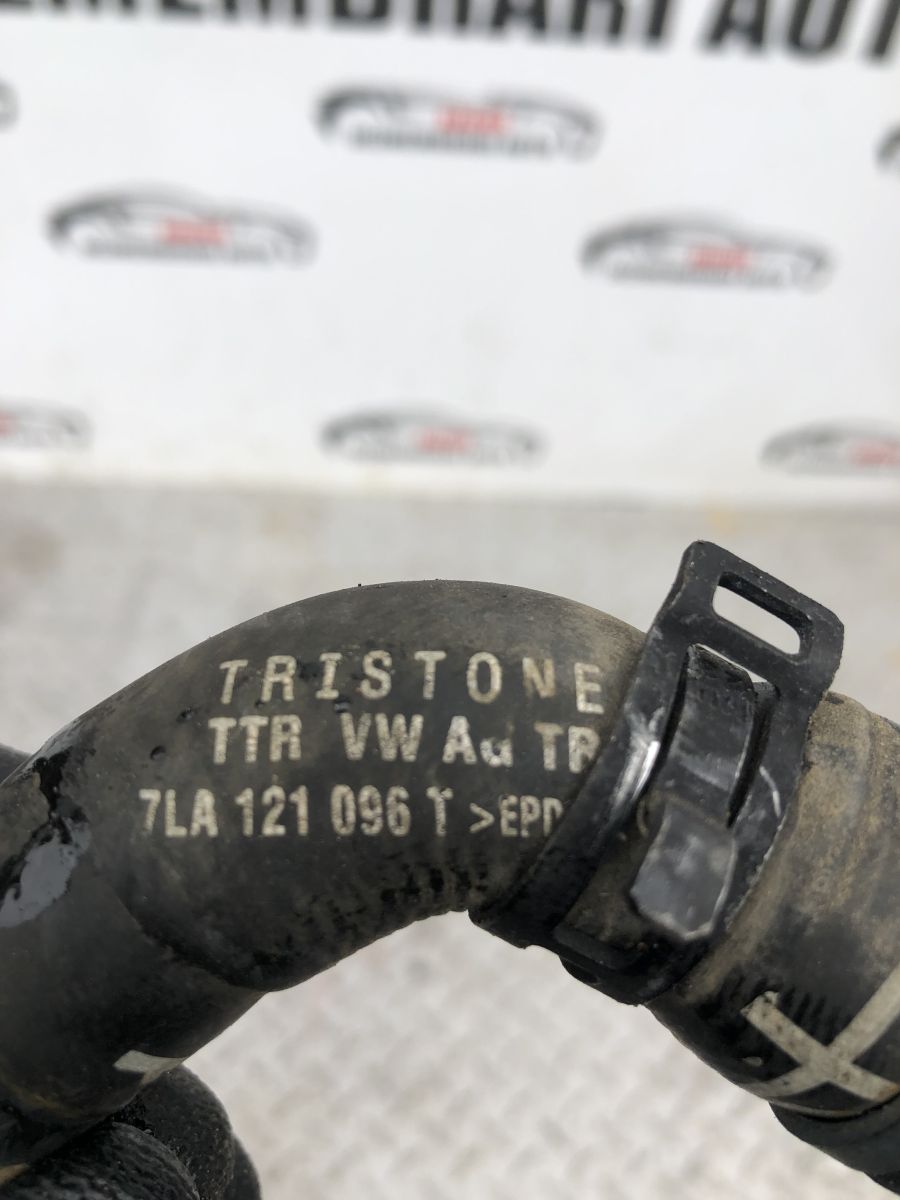 TRISTONE
TTR VW Au TR
7LA 121 096 T >EPD